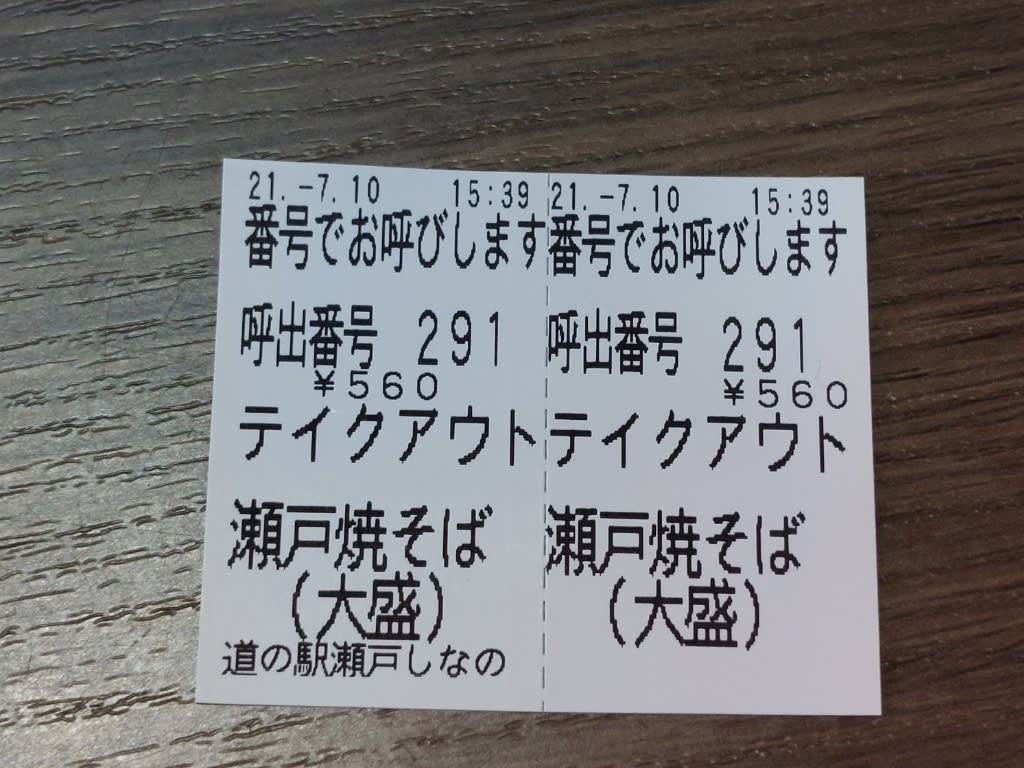 21.-7.10 15:39
番号でお呼びします
呼出番号 291
¥560
テイクアウト
瀬戸焼そば
(大盛)
道の駅瀬戸しなの
21.-7.10 15:39
番号でお呼びします
呼出番号 291
¥560
テイクアウト
瀬戸焼そば
(大盛)